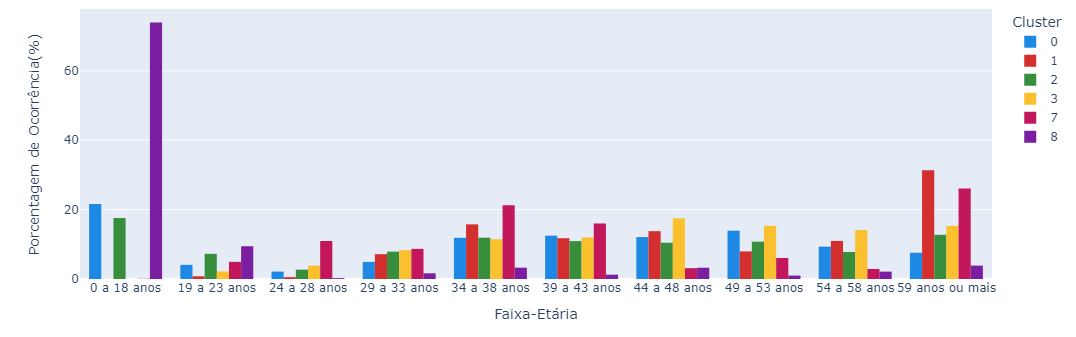 Cluster
0
1
2
3
7
8
Porcentagem de Ocorrência(%)
60
40
20
0
0 a 18 anos 19 a 23 anos 24 a 28 anos 29 a 33 anos 34 a 38 anos 39 a 43 anos 44 a 48 anos 49 a 53 anos 54 a 58 anos 59 anos ou mais
Faixa-Etária